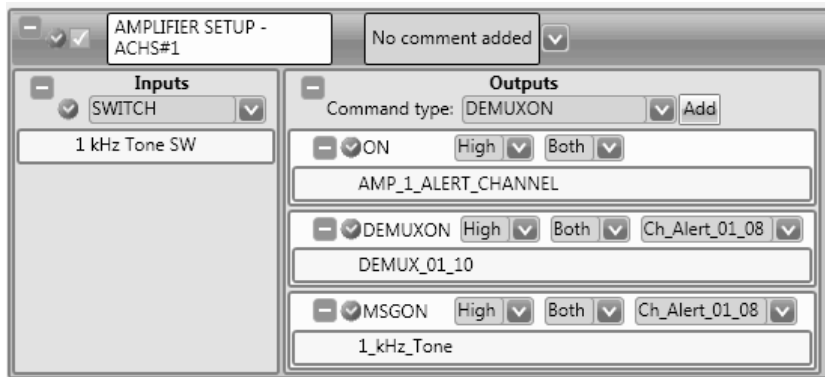 AMPLIFIER SETUP -
ACHS#1
No comment added
Inputs
SWITCH
1 kHz Tone SW
Outputs
Command type: DEMUXON Add
ON High Both
AMP_1_ALERT_CHANNEL
DEMUXON High Both Ch_Alert_01_08
DEMUX_01_10
MSGON High Both Ch_Alert_01_08
1_kHz_Tone